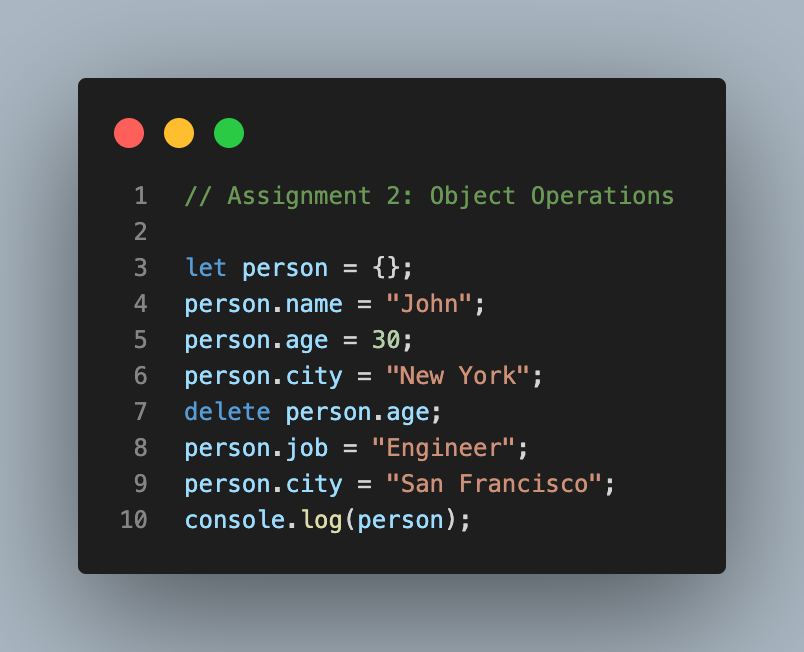 1 // Assignment 2: Object Operations
2
3 let person = {};
4 person.name = "John";
5 person.age = 30;
6 person.city = "New York";
7 delete person.age;
8 person.job = "Engineer";
9 person.city = "San Francisco";
10 console.log(person);